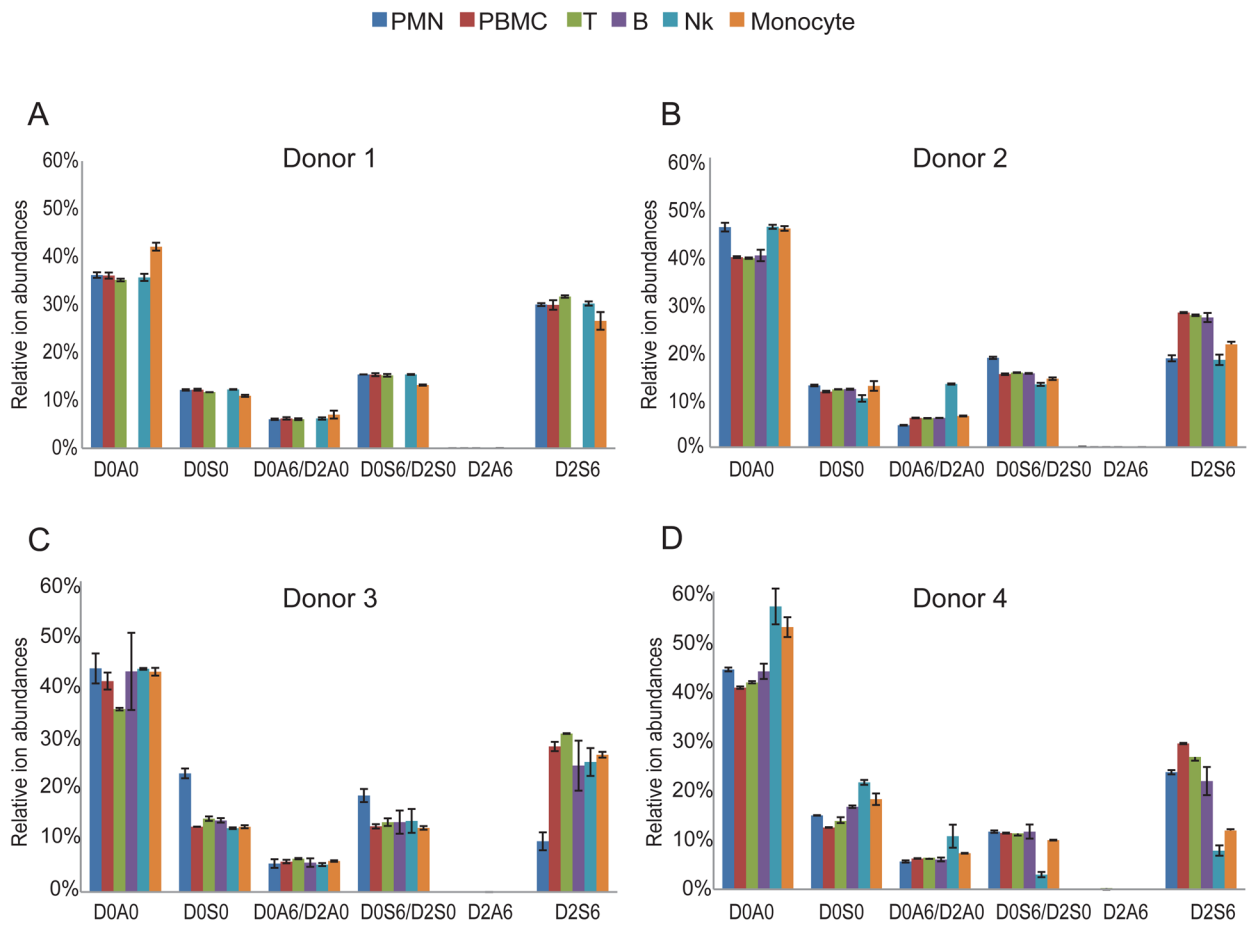 PMN PBMC T B Nk Monocyte
A
Donor 1
Relative ion abundances
60%
50%
40%
30%
20%
10%
0%
D0A0 D0S0 D0A6/D2A0 D0S6/D2S0 D2A6 D2S6
B
Donor 2
Relative ion abundances
60%
50%
40%
30%
20%
10%
0%
D0A0 D0S0 D0A6/D2A0 D0S6/D2S0 D2A6 D2S6
C
Donor 3
Relative ion abundances
60%
50%
40%
30%
20%
10%
0%
D0A0 D0S0 D0A6/D2A0 D0S6/D2S0 D2A6 D2S6
D
Donor 4
Relative ion abundances
60%
50%
40%
30%
20%
10%
0%
D0A0 D0S0 D0A6/D2A0 D0S6/D2S0 D2A6 D2S6